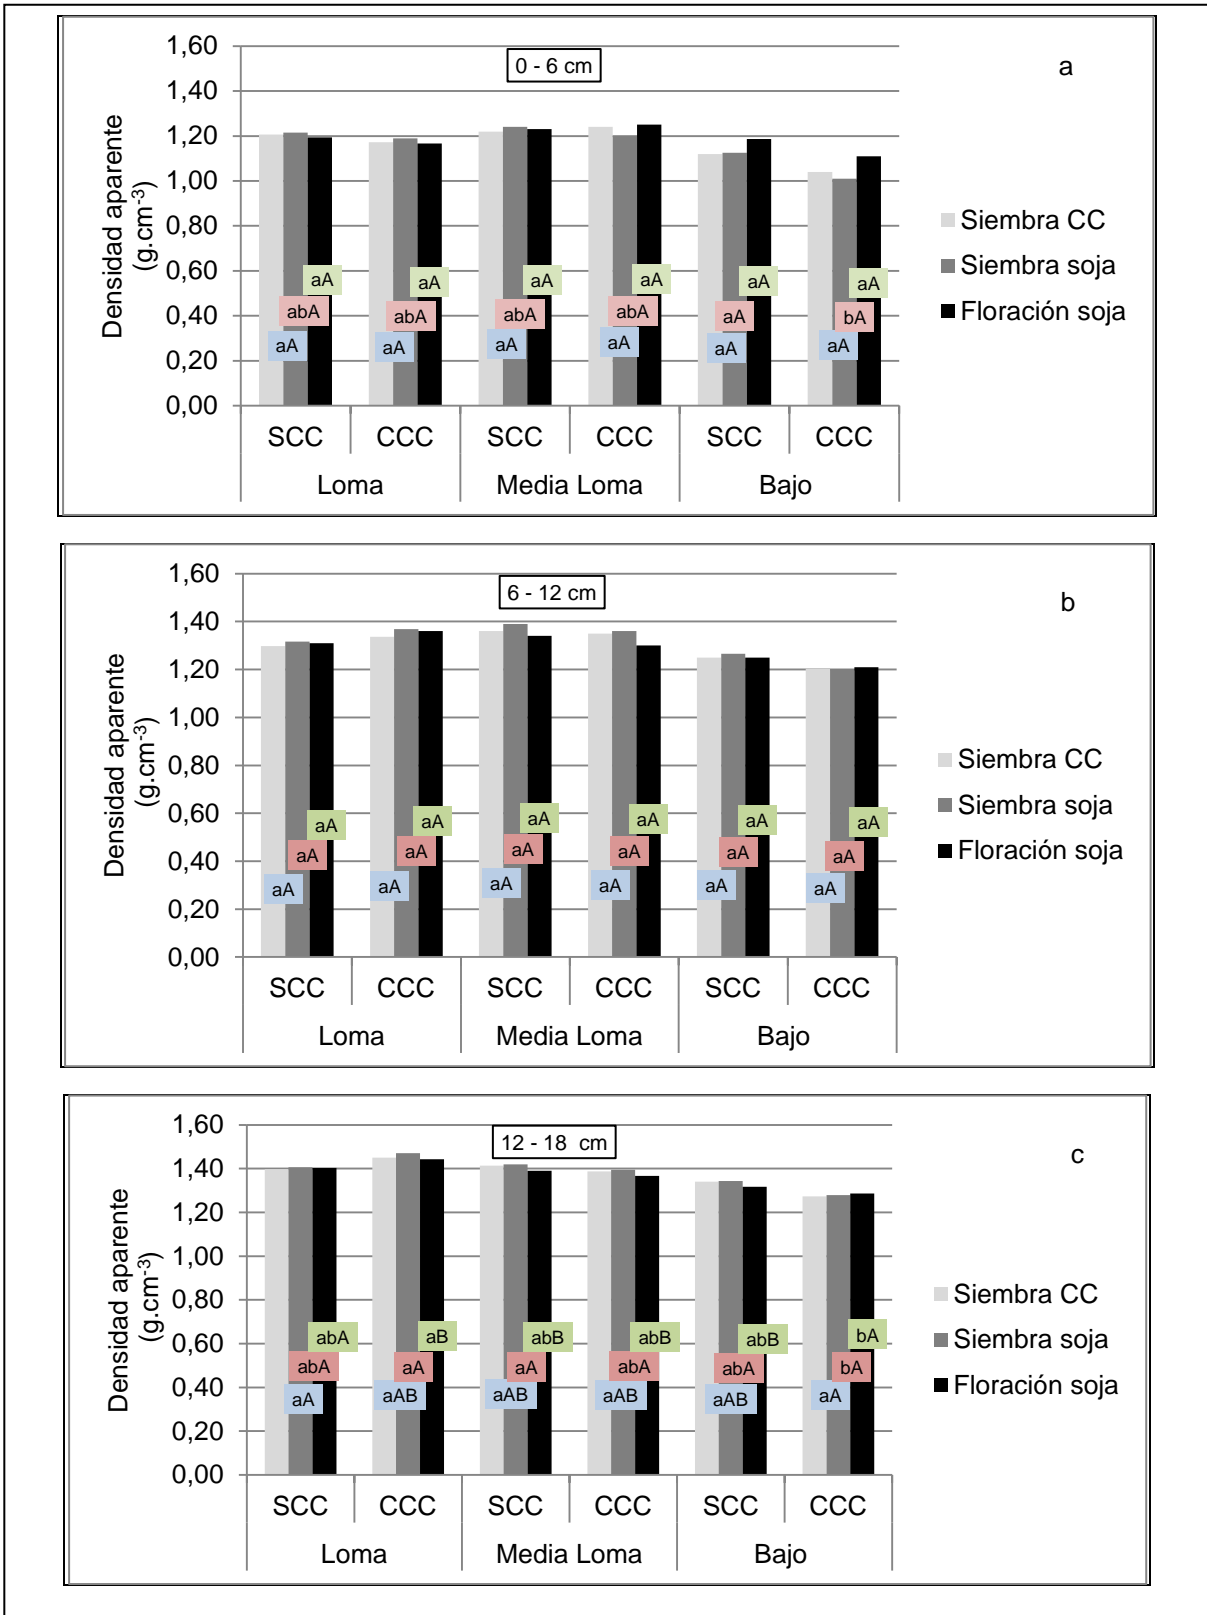 1,60
0 - 6 cm
a
1,40
1,20
1,00
0,80
0,60
0,40
0,20
0,00
Densidad aparente
(g.cm-3)
aA aA aA aA aA aA
abA abA abA abA aA bA
aA aA aA aA aA aA
SCC CCC SCC CCC SCC CCC
Loma Media Loma Bajo
Siembra CC
Siembra soja
Floración soja
1,60
6 - 12 cm
b
1,40
1,20
1,00
0,80
0,60
0,40
0,20
0,00
Densidad aparente
(g.cm-3)
aA aA aA aA aA aA
aA aA aA aA aA aA
aA aA aA aA aA aA
SCC CCC SCC CCC SCC CCC
Loma Media Loma Bajo
Siembra CC
Siembra soja
Floración soja
1,60
12 - 18 cm
c
1,40
1,20
1,00
0,80
0,60
0,40
0,20
0,00
Densidad aparente
(g.cm-3)
abA aB abB abB abB bA
abA aA aA abA abA bA
aA aAB aAB aAB aAB aA
SCC CCC SCC CCC SCC CCC
Loma Media Loma Bajo
Siembra CC
Siembra soja
Floración soja